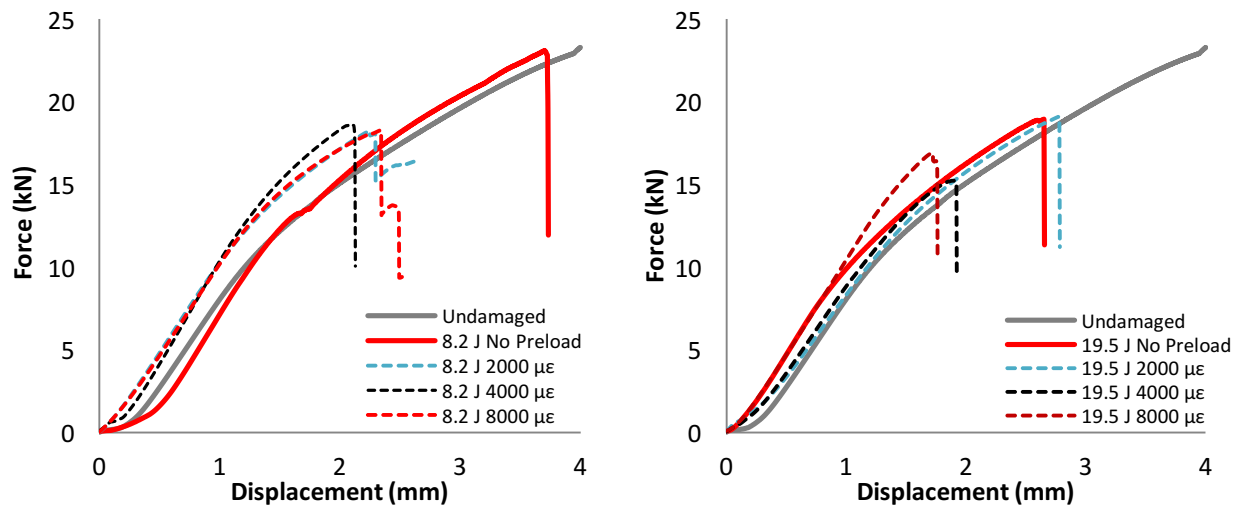 25
20
15
10
5
0
Force (kN)
0 1 2 3 4
Displacement (mm)
Undamaged
8.2 J No Preload
8.2 J 2000 με
8.2 J 4000 με
8.2 J 8000 με
25
20
15
10
5
0
Force (kN)
0 1 2 3 4
Displacement (mm)
Undamaged
19.5 J No Preload
19.5 J 2000 με
19.5 J 4000 με
19.5 J 8000 με